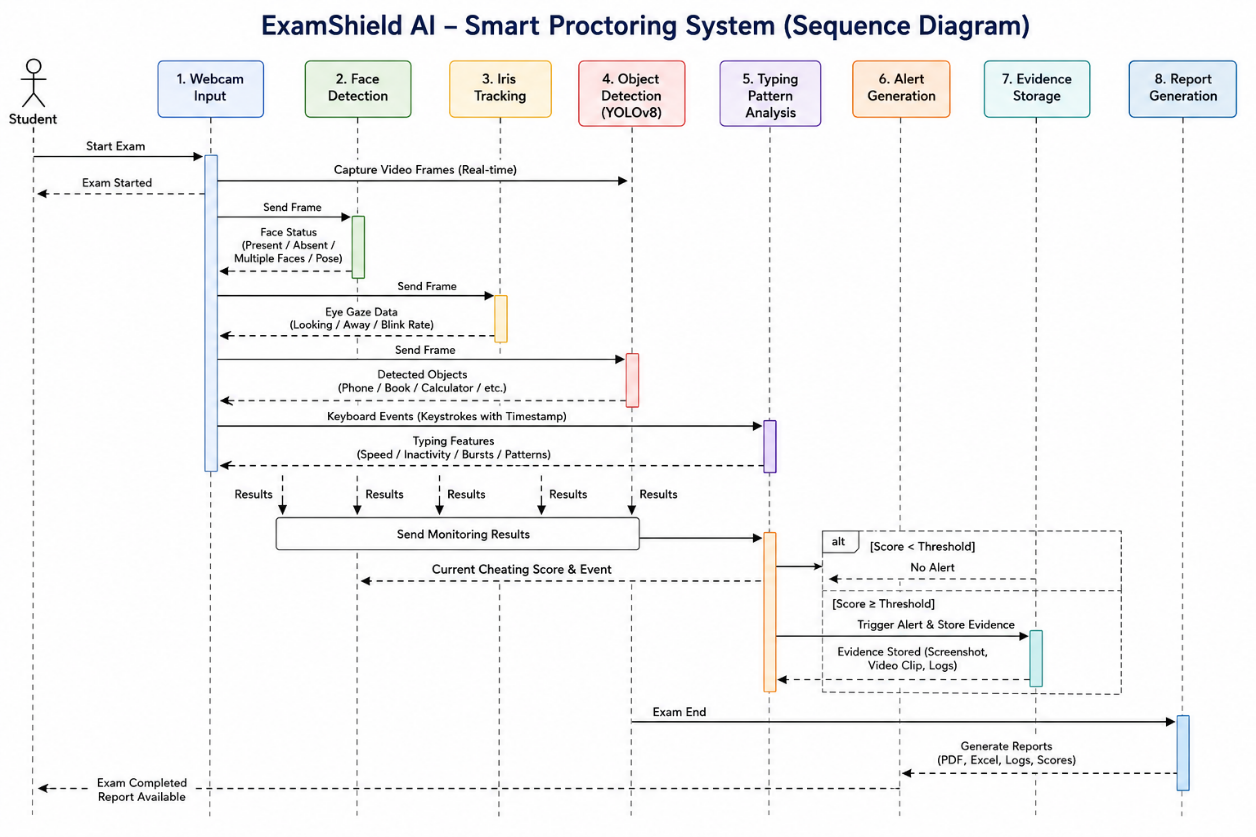 ExamShield AI – Smart Proctoring System (Sequence Diagram)
Student
1. Webcam
Input
2. Face
Detection
3. Iris
Tracking
4. Object
Detection
(YOLOv8)
5. Typing
Pattern
Analysis
6. Alert
Generation
7. Evidence
Storage
8. Report
Generation
Start Exam
Capture Video Frames (Real-time)
Exam Started
Send Frame
Face Status
(Present / Absent /
Multiple Faces / Pose)
Send Frame
Eye Gaze Data
(Looking / Away / Blink Rate)
Send Frame
Detected Objects
(Phone / Book / Calculator / etc.)
Keyboard Events (Keystrokes with Timestamp)
Typing Features
(Speed / Inactivity / Bursts / Patterns)
Results
Results
Results
Results
Results
Send Monitoring Results
alt
[Score < Threshold]
No Alert
Current Cheating Score & Event
[Score ≥ Threshold]
Trigger Alert & Store Evidence
Evidence Stored (Screenshot,
Video Clip, Logs)
Exam End
Generate Reports
(PDF, Excel, Logs, Scores)
Exam Completed
Report Available